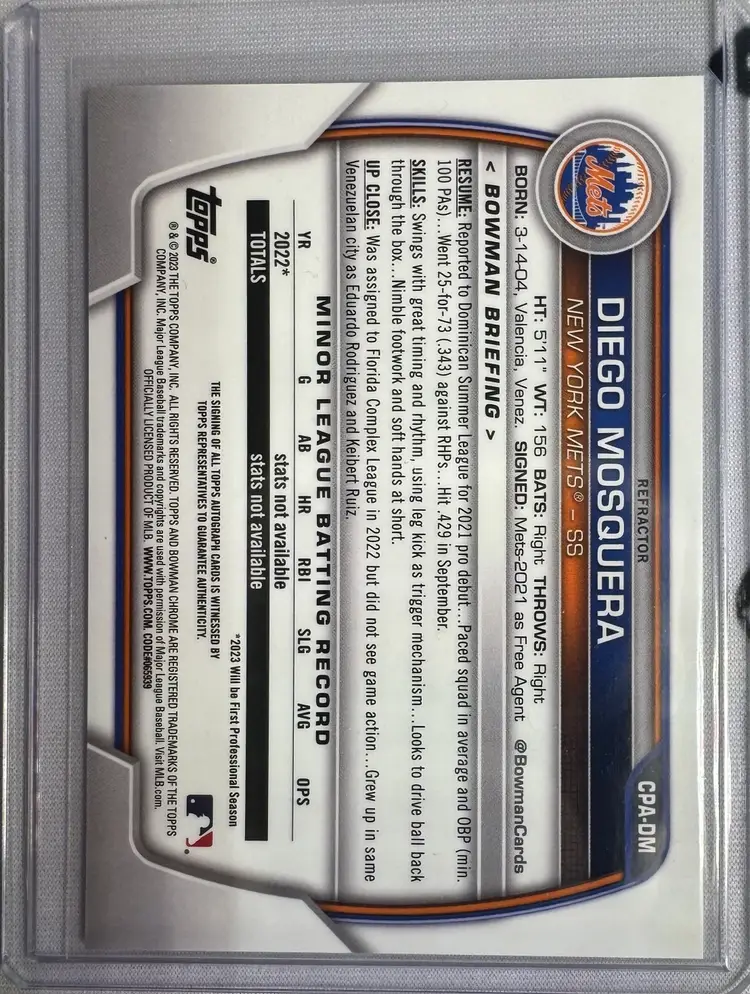 REFRACTOR
CPA-DM
DIEGO MOSQUERA
NEW YORK METS® – SS
Mets
HT: 5'11" WT: 156 BATS: Right THROWS: Right
BORN: 3-14-04, Valencia, Venez. SIGNED: Mets-2021 as Free Agent @BowmanCards
< BOWMAN BRIEFING >
RESUME: Reported to Dominican Summer League for 2021 pro debut...Paced squad in average and OBP (min.
100 PAs)...Went 25-for-73 (.343) against RHPs...Hit .429 in September.
SKILLS: Swings with great timing and rhythm, using leg kick as trigger mechanism...Looks to drive ball back
through the box...Nimble footwork and soft hands at short.
UP CLOSE: Was assigned to Florida Complex League in 2022 but did not see game action...Grew up in same
Venezuelan city as Eduardo Rodriguez and Keibert Ruiz.
MINOR LEAGUE BATTING RECORD
YR G AB HR RBI SLG AVG OPS
2022* stats not available
TOTALS stats not available
*2023 Will be First Professional Season
THE SIGNING OF ALL TOPPS AUTOGRAPH CARDS IS WITNESSED BY
TOPPS REPRESENTATIVES TO GUARANTEE AUTHENTICITY.
topps®
® & © 2023 THE TOPPS COMPANY, INC. ALL RIGHTS RESERVED. TOPPS AND BOWMAN CHROME ARE REGISTERED TRADEMARKS OF THE TOPPS
COMPANY, INC. Major League Baseball trademarks and copyrights are used with permission of Major League Baseball. Visit MLB.com.
OFFICIALLY LICENSED PRODUCT OF MLB. WWW.TOPPS.COM. CODE#065939